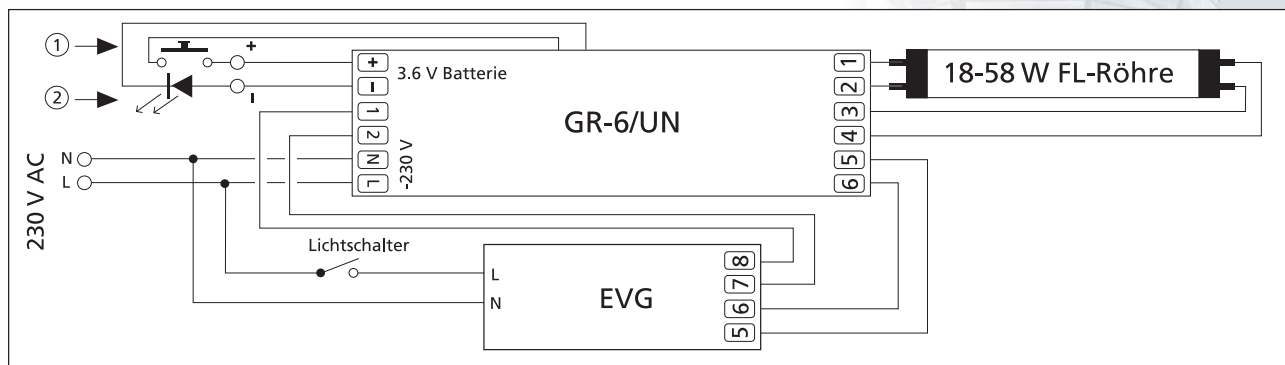 1
2
+
–
+
–
1
2
N
L
3.6 V Batterie
-230 V
GR-6/UN
1
2
3
4
5
6
18-58 W FL-Röhre
230 V AC
N
L
Lichtschalter
L
N
EVG
8
7
6
5